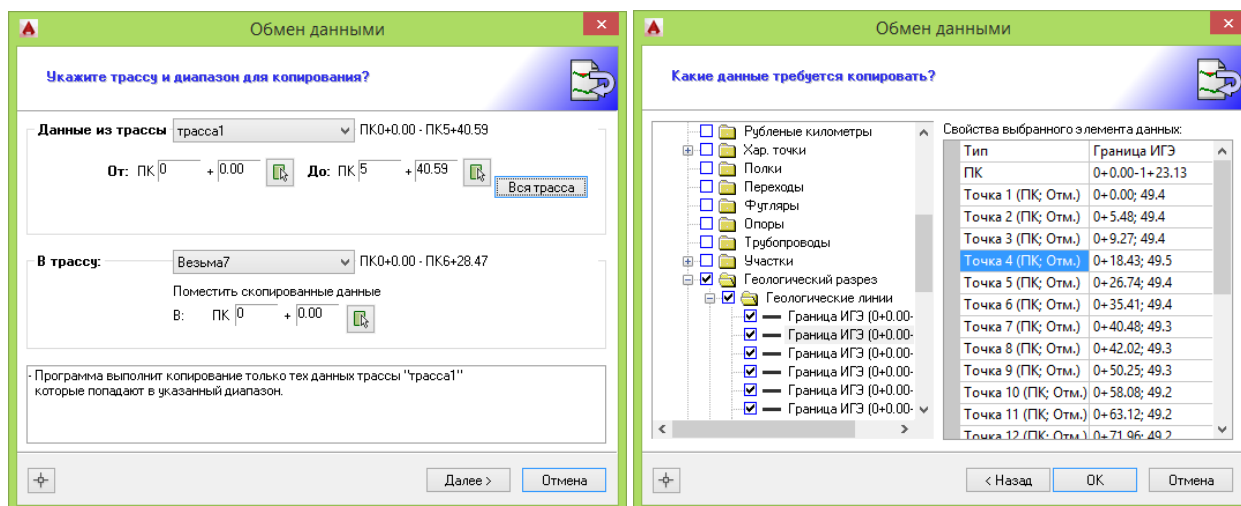 Обмен данными
Укажите трассу и диапазон для копирования?
Данные из трассы трасса1 ПК0+0.00 - ПК5+40.59
От: ПК 0 + 0.00 До: ПК 5 + 40.59
Вся трасса
В трассу: Везьма7 ПК0+0.00 - ПК6+28.47
Поместить скопированные данные
В: ПК 0 + 0.00
- Программа выполнит копирование только тех данных трассы "трасса1"
которые попадают в указанный диапазон.
Далее > Отмена
Обмен данными
Какие данные требуется копировать?
Рубленые километры
Хар. точки
Полки
Переходы
Футляры
Опоры
Трубопроводы
Участки
Геологический разрез
Геологические линии
Граница ИГЭ (0+0.00-
Граница ИГЭ (0+0.00-
Граница ИГЭ (0+0.00-
Граница ИГЭ (0+0.00-
Граница ИГЭ (0+0.00-
Граница ИГЭ (0+0.00-
Свойства выбранного элемента данных:
Тип Граница ИГЭ
ПК 0+0.00-1+23.13
Точка 1 (ПК; Отм.) 0+0.00; 49.4
Точка 2 (ПК; Отм.) 0+5.48; 49.4
Точка 3 (ПК; Отм.) 0+9.27; 49.4
Точка 4 (ПК; Отм.) 0+18.43; 49.5
Точка 5 (ПК; Отм.) 0+26.74; 49.4
Точка 6 (ПК; Отм.) 0+35.41; 49.4
Точка 7 (ПК; Отм.) 0+40.48; 49.3
Точка 8 (ПК; Отм.) 0+42.02; 49.3
Точка 9 (ПК; Отм.) 0+50.25; 49.3
Точка 10 (ПК; Отм.) 0+58.08; 49.2
Точка 11 (ПК; Отм.) 0+63.12; 49.2
Точка 12 (ПК; Отм.) 0+71.96; 49.2
< Назад OK Отмена